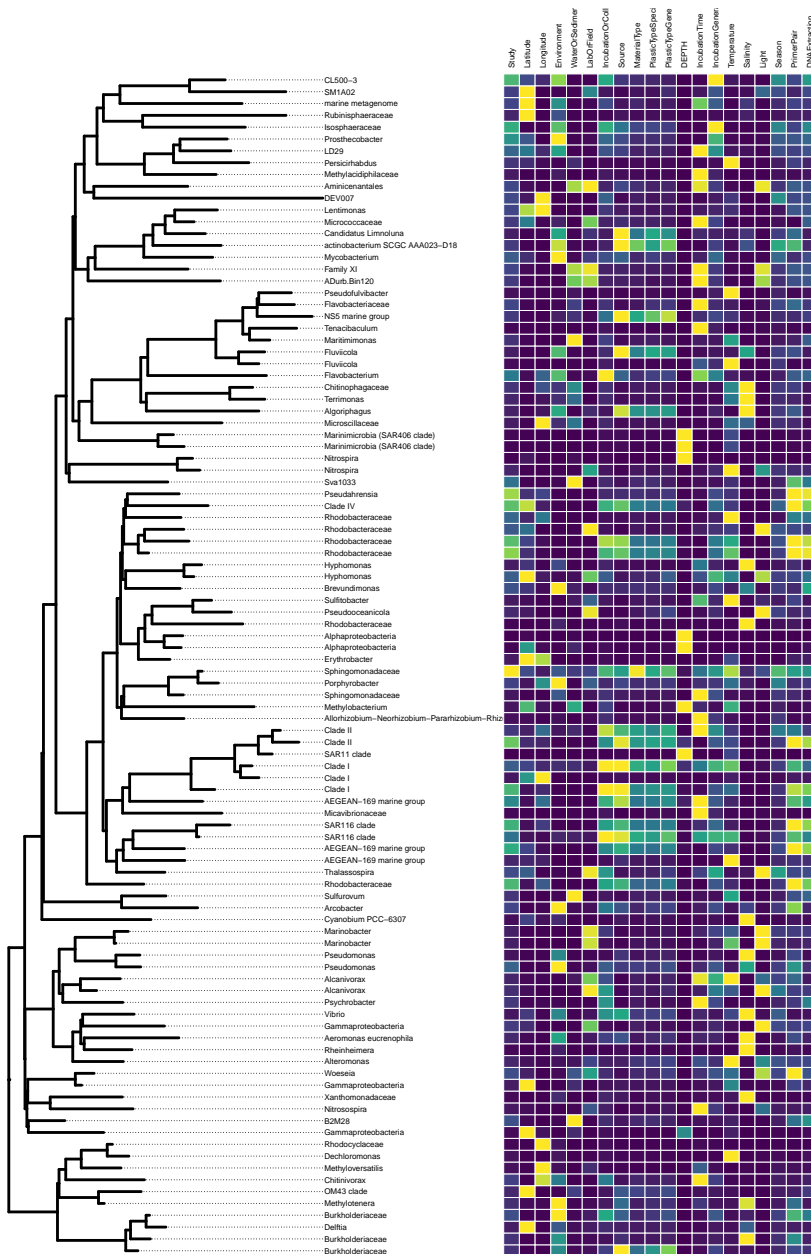 Study
Latitude
Longitude
Environment
WaterOrSedimer
LabOrField
IncubationOrColl
Source
MaterialType
PlasticTypeSpeci
PlasticTypeGene
DEPTH
IncubationTime
IncubationGeneri
Temperature
Salinity
Light
Season
PrimerPair
DNAExtraction
CL500−3
SM1A02
marine metagenome
Rubinisphaeraceae
Isosphaeraceae
Prosthecobacter
LD29
Persicirhabdus
Methylacidiphilaceae
Aminicenantales
DEV007
Lentimonas
Micrococcaceae
Candidatus Limnoluna
actinobacterium SCGC AAA023−D18
Mycobacterium
Family XI
ADurb.Bin120
Pseudofulvibacter
Flavobacteriaceae
NS5 marine group
Tenacibaculum
Maritimimonas
Fluviicola
Fluviicola
Flavobacterium
Chitinophagaceae
Terrimonas
Algoriphagus
Microscillaceae
Marinimicrobia (SAR406 clade)
Marinimicrobia (SAR406 clade)
Nitrospira
Nitrospira
Sva1033
Pseudahrensia
Clade IV
Rhodobacteraceae
Rhodobacteraceae
Rhodobacteraceae
Rhodobacteraceae
Hyphomonas
Hyphomonas
Brevundimonas
Sulfitobacter
Pseudooceanicola
Rhodobacteraceae
Alphaproteobacteria
Alphaproteobacteria
Erythrobacter
Sphingomonadaceae
Porphyrobacter
Sphingomonadaceae
Methylobacterium
Allorhizobium−Neorhizobium−Pararhizobium−Rhiz
Clade II
Clade II
SAR11 clade
Clade I
Clade I
Clade I
AEGEAN−169 marine group
Micavibrionaceae
SAR116 clade
SAR116 clade
AEGEAN−169 marine group
AEGEAN−169 marine group
Thalassospira
Rhodobacteraceae
Sulfurovum
Arcobacter
Cyanobium PCC−6307
Marinobacter
Marinobacter
Pseudomonas
Pseudomonas
Alcanivorax
Alcanivorax
Psychrobacter
Vibrio
Gammaproteobacteria
Aeromonas eucrenophila
Rheinheimera
Alteromonas
Woeseia
Gammaproteobacteria
Xanthomonadaceae
Nitrosospira
B2M28
Gammaproteobacteria
Rhodocyclaceae
Dechloromonas
Methyloversatilis
Chitinivorax
OM43 clade
Methylotenera
Burkholderiaceae
Delftia
Burkholderiaceae
Burkholderiaceae